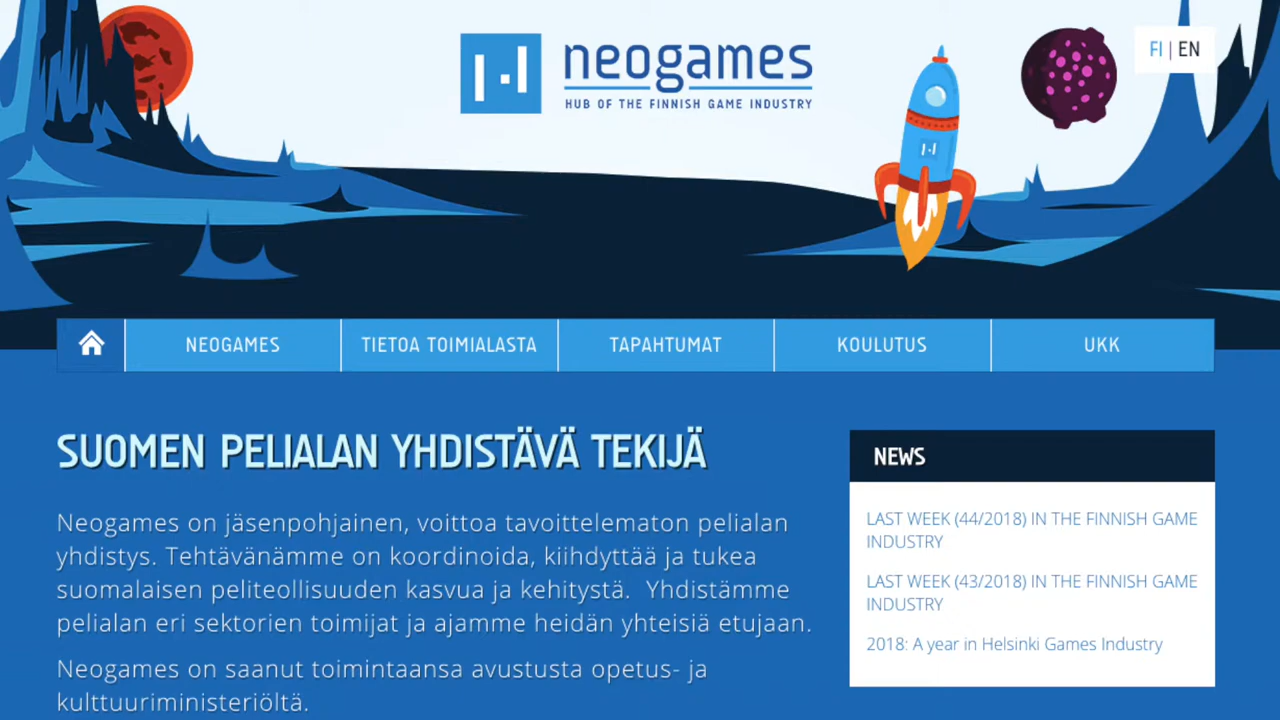 neogames
HUB OF THE FINNISH GAME INDUSTRY
FI | EN
NEOGAMES
TIETOA TOIMIALASTA
TAPAHTUMAT
KOULUTUS
UKK
SUOMEN PELIALAN YHDISTÄVÄ TEKIJÄ
Neogames on jäsenpohjainen, voittoa tavoittelematon pelialan
yhdistys. Tehtävänämme on koordinoida, kiihdyttää ja tukea
suomalaisen peliteollisuuden kasvua ja kehitystä. Yhdistämme
pelialan eri sektorien toimijat ja ajamme heidän yhteisiä etujaan.
Neogames on saanut toimintaansa avustusta opetus- ja
kulttuuriministeriöltä.
NEWS
LAST WEEK (44/2018) IN THE FINNISH GAME
INDUSTRY
LAST WEEK (43/2018) IN THE FINNISH GAME
INDUSTRY
2018: A year in Helsinki Games Industry